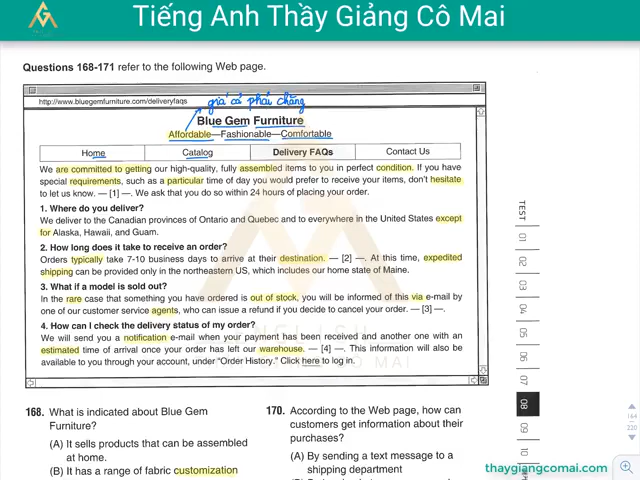 Tiếng Anh Thầy Giảng Cô Mai
Questions 168-171 refer to the following Web page.
http://www.bluegemfurniture.com/deliveryfaqs
giá cả phải chăng
Blue Gem Furniture
Affordable—Fashionable—Comfortable
Home Catalog Delivery FAQs Contact Us
We are committed to getting our high-quality, fully assembled items to you in perfect condition. If you have
special requirements, such as a particular time of day you would prefer to receive your items, don't hesitate
to let us know. — [1] —. We ask that you do so within 24 hours of placing your order.
1. Where do you deliver?
We deliver to the Canadian provinces of Ontario and Quebec and to everywhere in the United States except
for Alaska, Hawaii, and Guam.
2. How long does it take to receive an order?
Orders typically take 7-10 business days to arrive at their destination. — [2] —. At this time, expedited
shipping can be provided only in the northeastern US, which includes our home state of Maine.
3. What if a model is sold out?
In the rare case that something you have ordered is out of stock, you will be informed of this via e-mail by
one of our customer service agents, who can issue a refund if you decide to cancel your order. — [3] —.
4. How can I check the delivery status of my order?
We will send you a notification e-mail when your payment has been received and another one with an
estimated time of arrival once your order has left our warehouse. — [4] —. This information will also be
available to you through your account, under "Order History." Click here to log in.
168. What is indicated about Blue Gem
Furniture?
(A) It sells products that can be assembled
at home.
(B) It has a range of fabric customization
170. According to the Web page, how can
customers get information about their
purchases?
(A) By sending a text message to a
shipping department
TEST
01
02
03
04
05
06
07
08
09
10
164
220
thaygiangcomai.com